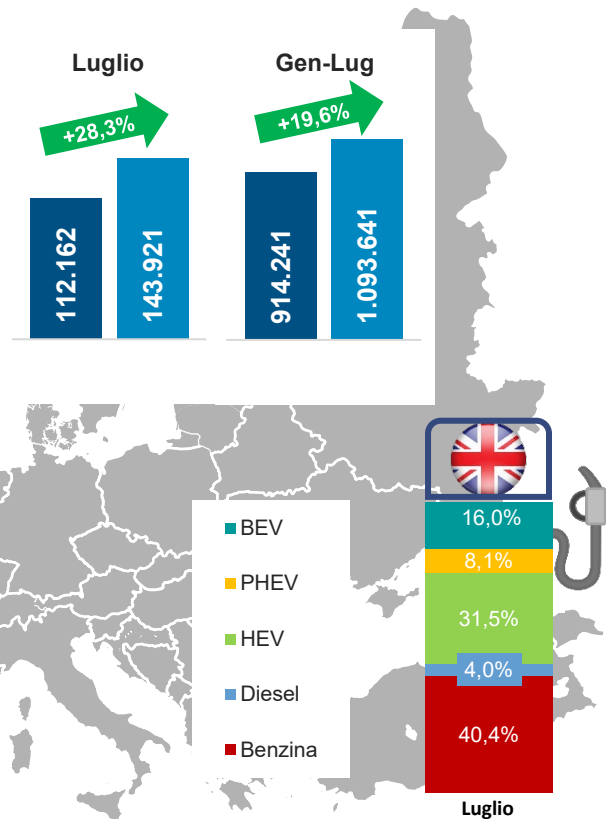 Luglio
Gen-Lug
+28,3%
+19,6%
112.162
143.921
914.241
1.093.641
BEV
PHEV
HEV
Diesel
Benzina
16,0%
8,1%
31,5%
4,0%
40,4%
Luglio